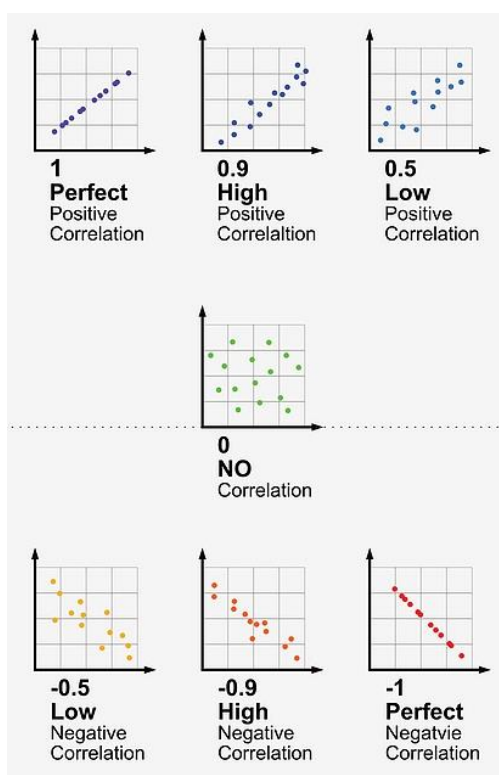 1
Perfect
Positive
Correlation
0.9
High
Positive
Correlaltion
0.5
Low
Positive
Correlation
0
NO
Correlation
-0.5
Low
Negative
Correlation
-0.9
High
Negative
Correlation
-1
Perfect
Negatvie
Correlation